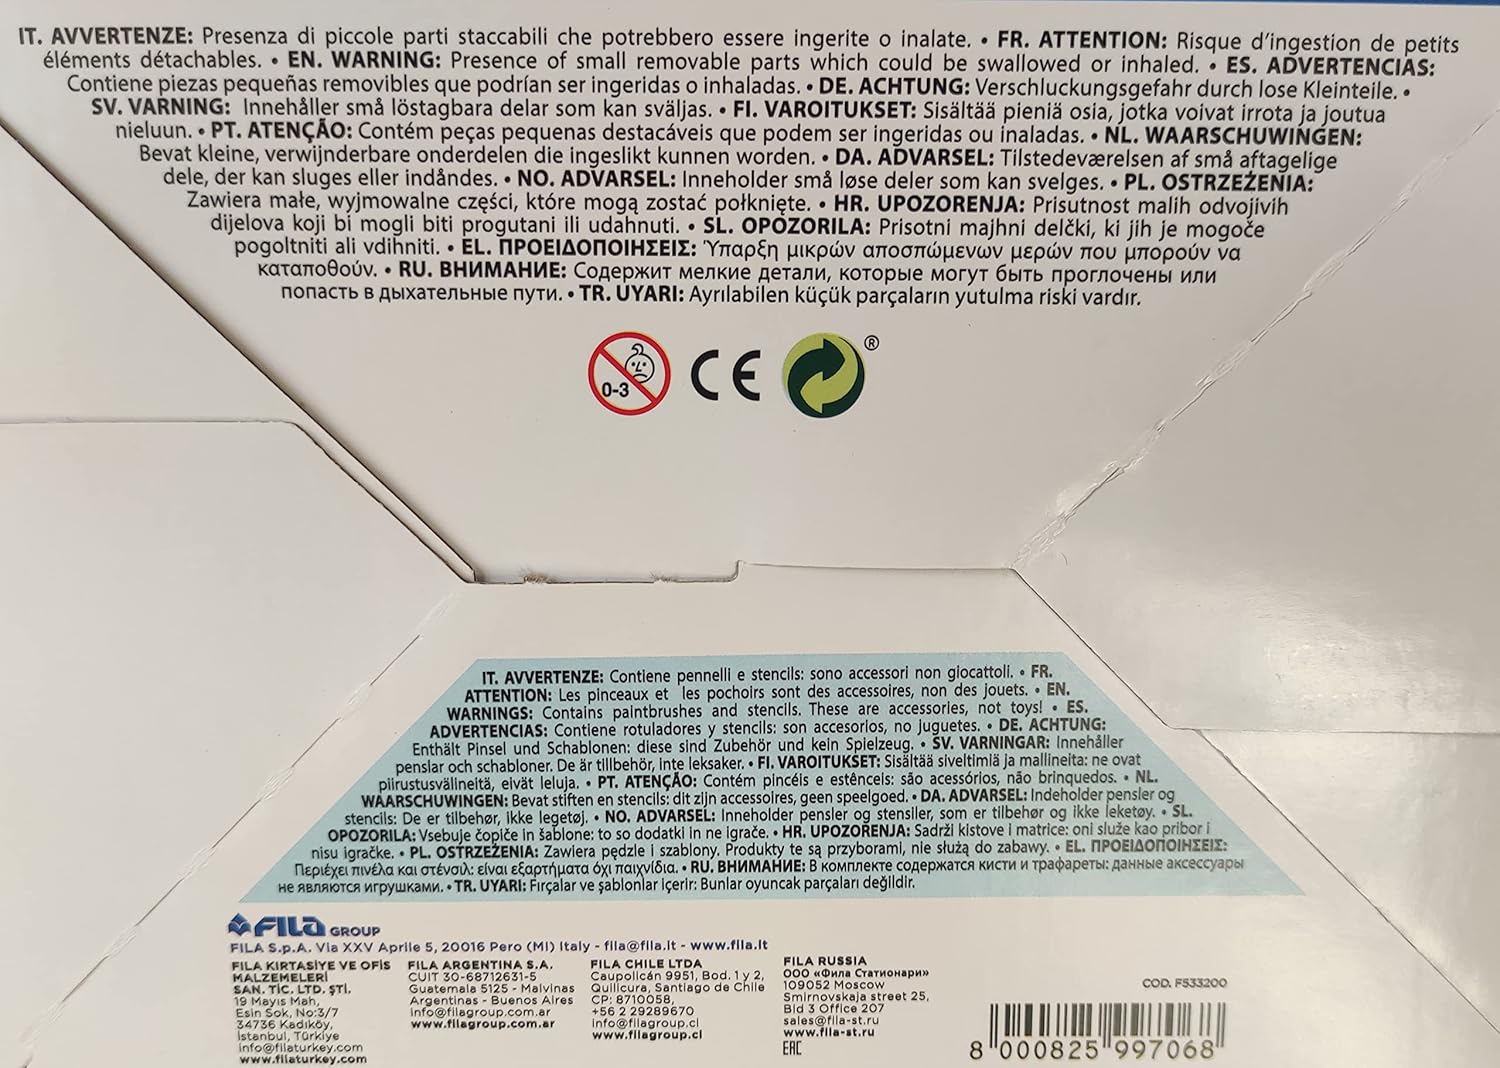 IT. AVVERTENZE: Presenza di piccole parti staccabili che potrebbero essere ingerite o inalate. • FR. ATTENTION: Risque d'ingestion de petits
éléments détachables. • EN. WARNING: Presence of small removable parts which could be swallowed or inhaled. • ES. ADVERTENCIAS:
Contiene piezas pequeñas removibles que podrían ser ingeridas o inhaladas. • DE. ACHTUNG: Verschluckungsgefahr durch lose Kleinteile. •
SV. VARNING: Innehåller små löstagbara delar som kan sväljas. • FI. VAROITUKSET: Sisältää pieniä osia, jotka voivat irrota ja joutua
nieluun. • PT. ATENÇÃO: Contém peças pequenas destacáveis que podem ser ingeridas ou inaladas. • NL. WAARSCHUWINGEN:
Bevat kleine, verwijnderbare onderdelen die ingeslikt kunnen worden. • DA. ADVARSEL: Tilstedeværelsen af små aftagelige
dele, der kan sluges eller indåndes. • NO. ADVARSEL: Inneholder små løse deler som kan svelges. • PL. OSTRZEŻENIA:
Zawiera małe, wyjmowalne części, które mogą zostać połknięte. • HR. UPOZORENJA: Prisutnost malih odvojivih
dijelova koji bi mogli biti progutani ili udahnuti. • SL. OPOZORILA: Prisotni majhni delčki, ki jih je mogoče
pogoltniti ali vdihniti. • EL. ΠΡΟΕΙΔΟΠΟΙΗΣΕΙΣ: Ύπαρξη μικρών αποσπώμενων μερών που μπορούν να
καταποθούν. • RU. ВНИМАНИЕ: Содержит мелкие детали, которые могут быть проглочены или
попасть в дыхательные пути. • TR. UYARI: Ayrılabilen küçük parçaların yutulma riski vardır.
0-3 CE ®
IT. AVVERTENZE: Contiene pennelli e stencils: sono accessori non giocattoli. • FR.
ATTENTION: Les pinceaux et les pochoirs sont des accessoires, non des jouets. • EN.
WARNINGS: Contains paintbrushes and stencils. These are accessories, not toys! • ES.
ADVERTENCIAS: Contiene rotuladores y stencils: son accesorios, no juguetes. • DE. ACHTUNG:
Enthält Pinsel und Schablonen: diese sind Zubehör und kein Spielzeug. • SV. VARNINGAR: Innehåller
penslar och schabloner. De är tillbehör, inte leksaker. • FI. VAROITUKSET: Sisältää siveltimiä ja mallineita: ne ovat
piirustusvälineitä, eivät leluja. • PT. ATENÇÃO: Contém pincéis e estêncels: são acessórios, não brinquedos. • NL.
WAARSCHUWINGEN: Bevat stiften en stencils: dit zijn accessoires, geen speelgoed. • DA. ADVARSEL: Indeholder pensler og
stencils: De er tilbehør, ikke legetøj. • NO. ADVARSEL: Inneholder pensler og stensiler, som er tilbehør og ikke leketøy. • SL.
OPOZORILA: Vsebuje čopiče in šablone: to so dodatki in ne igrače. • HR. UPOZORENJA: Sadrži kistove i matrice: oni služe kao pribor i
nisu igračke. • PL. OSTRZEŻENIA: Zawiera pędzle i szablony. Produkty te są przyborami, nie służą do zabawy. • EL. ΠΡΟΕΙΔΟΠΟΙΗΣΕΙΣ:
Περιέχει πινέλα και στένσιλ: είναι εξαρτήματα όχι παιχνίδια. • RU. ВНИМАНИЕ: В комплекте содержатся кисти и трафареты: данные аксессуары
не являются игрушками. • TR. UYARI: Fırçalar ve şablonlar içerir: Bunlar oyuncak parçaları değildir.
FILA GROUP
FILA S.p.A. Via XXV Aprile 5, 20016 Pero (MI) Italy - fila@fila.it - www.fila.it
FILA KIRTASİYE VE OFİS
MALZEMELERİ
SAN. TİC. LTD. ŞTİ.
19 Mayıs Mah,
Esin Sok, No:3/7
34736 Kadıköy,
İstanbul, Türkiye
info@filaturkey.com
www.filaturkey.com
FILA ARGENTINA S.A.
CUIT 30-68712631-5
Guatemala 5125 - Malvinas
Argentinas - Buenos Aires
info@filagroup.com.ar
www.filagroup.com.ar
FILA CHILE LTDA
Caupolicán 9951, Bod. 1 y 2,
Quilicura, Santiago de Chile
CP: 8710058,
+56 2 29289670
info@filagroup.cl
www.filagroup.cl
FILA RUSSIA
ООО «Фила Статионари»
109052 Moscow
Smirnovskaja street 25,
Bld 3 Office 207
sales@fila-st.ru
www.fila-st.ru
EAC
COD. F533200
8 000825 997068